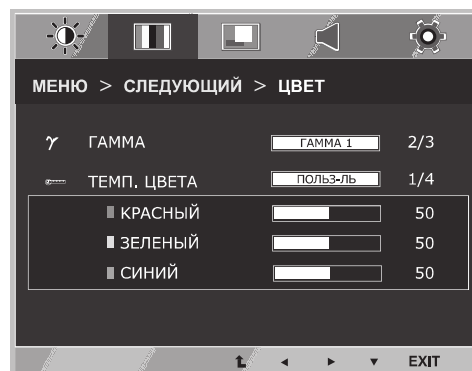 МЕНЮ > СЛЕДУЮЩИЙ > ЦВЕТ
γ ГАММА ГАММА 1 2/3
ТЕМП. ЦВЕТА ПОЛЬЗ-ЛЬ 1/4
КРАСНЫЙ 50
ЗЕЛЕНЫЙ 50
СИНИЙ 50
EXIT